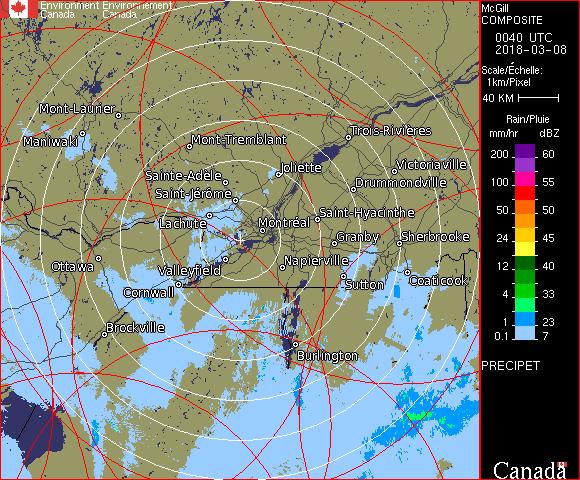 Environment Environnement
Canada Canada
McGill
COMPOSITE
0040 UTC
2018-03-08
Scale/Échelle:
1km/Pixel
40 KM
Rain/Pluie
mm/hr dBZ
200 60
100 55
50 50
24 45
12 40
4 33
1 23
0.1 7
PRECIPET
Canada
Mont-Laurier
Maniwaki
Mont-Tremblant
Trois-Rivières
Sainte-Adèle
Joliette
Victoriaville
Saint-Jérôme
Drummondville
Lachute
Montréal
Saint-Hyacinthe
Granby
Sherbrooke
Ottawa
Valleyfield
Napierville
Cornwall
Sutton
Coaticook
Brockville
Burlington